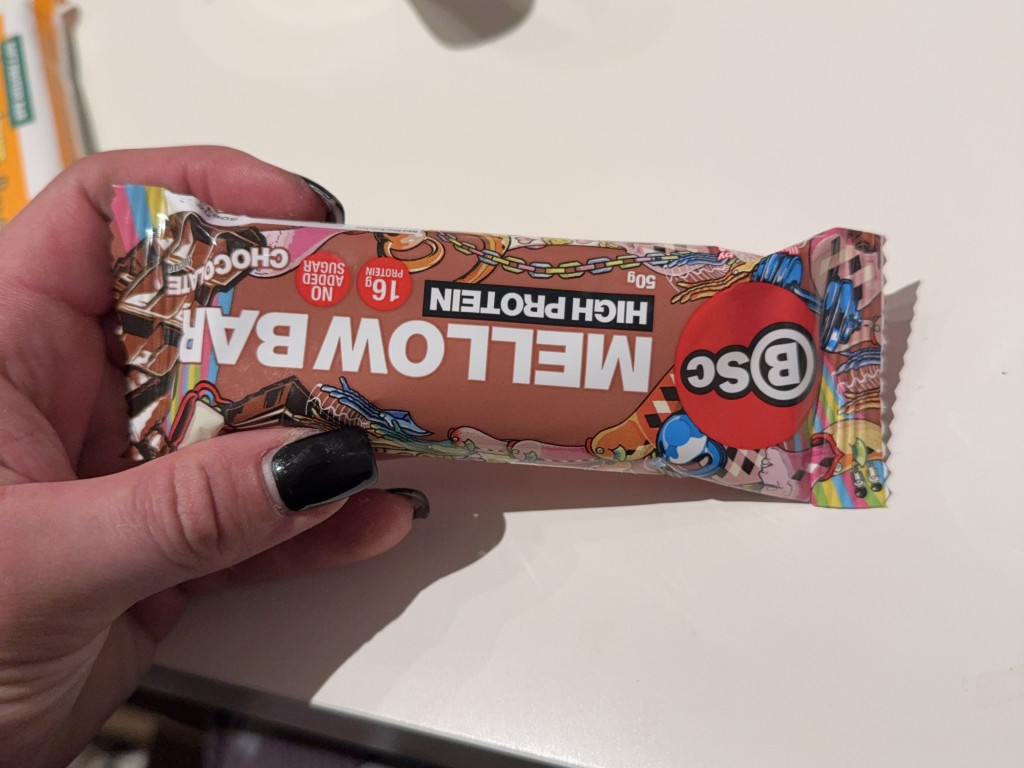 BSc
MELLOW BAR
HIGH PROTEIN
50g
16g
PROTEIN
NO
ADDED
SUGAR
CHOCOLATE